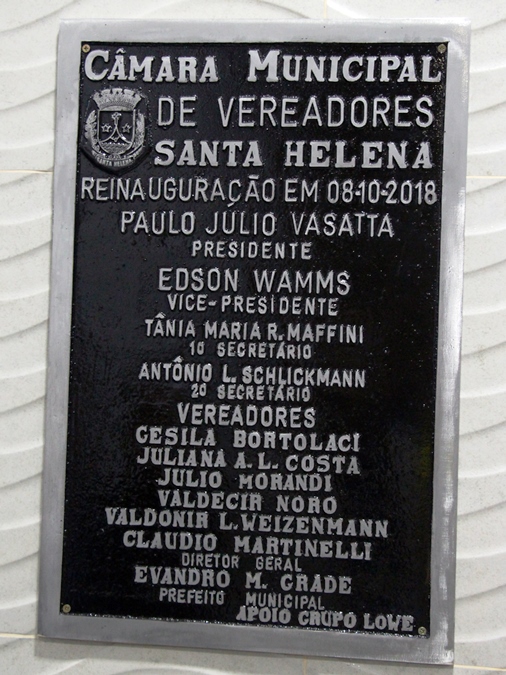 CÂMARA MUNICIPAL
DE VEREADORES
SANTA HELENA
REINAUGURAÇÃO EM 08-10-2018
PAULO JÚLIO VASATTA
PRESIDENTE
EDSON WAMMS
VICE-PRESIDENTE
TÂNIA MARIA R. MAFFINI
1º SECRETÁRIO
ANTÔNIO L. SCHLICKMANN
2º SECRETÁRIO
VEREADORES
CESILA BORTOLACI
JULIANA A. L. COSTA
JULIO MORANDI
VALDECIR NORO
VALDONIR L. WEIZENMANN
CLAUDIO MARTINELLI
DIRETOR GERAL
EVANDRO M. GRADE
PREFEITO MUNICIPAL
APOIO GRUPO LOWE